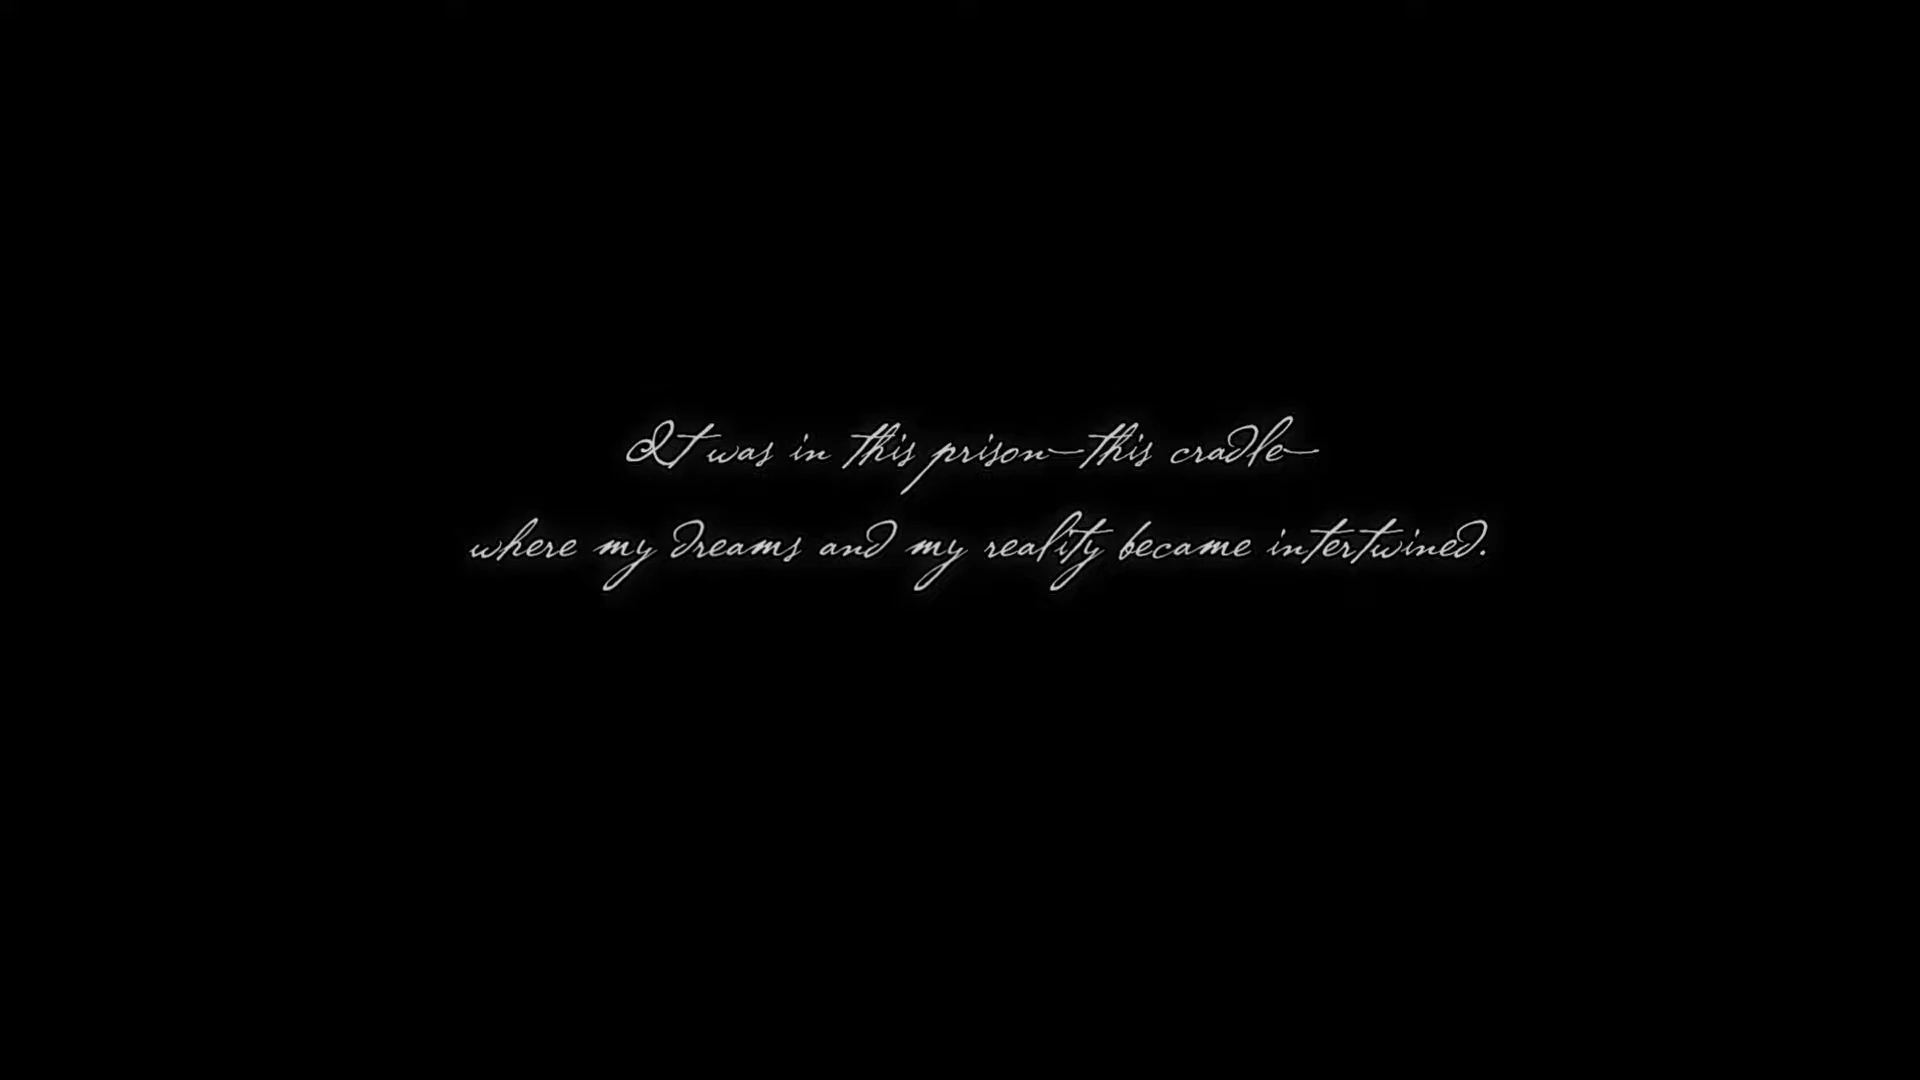 It was in this prison—this cradle—
where my dreams and my reality became intertwined.